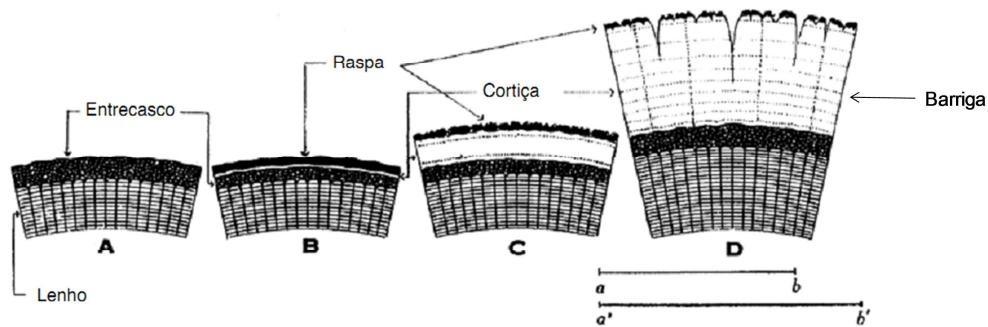 Raspa
Cortiça
Barriga
Entrecasco
Lenho
A
B
C
D
a b
a' b'